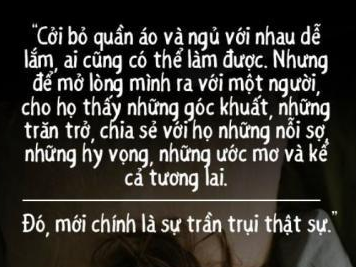 "Cởi bỏ quần áo và ngủ với nhau dễ
lắm, ai cũng có thể làm được. Nhưng
để mở lòng mình ra với một người,
cho họ thấy những góc khuất, những
trăn trở, chia sẻ với họ những nỗi sợ,
những hy vọng, những ước mơ và kể
cả tương lai.
Đó, mới chính là sự trần trụi thật sự."